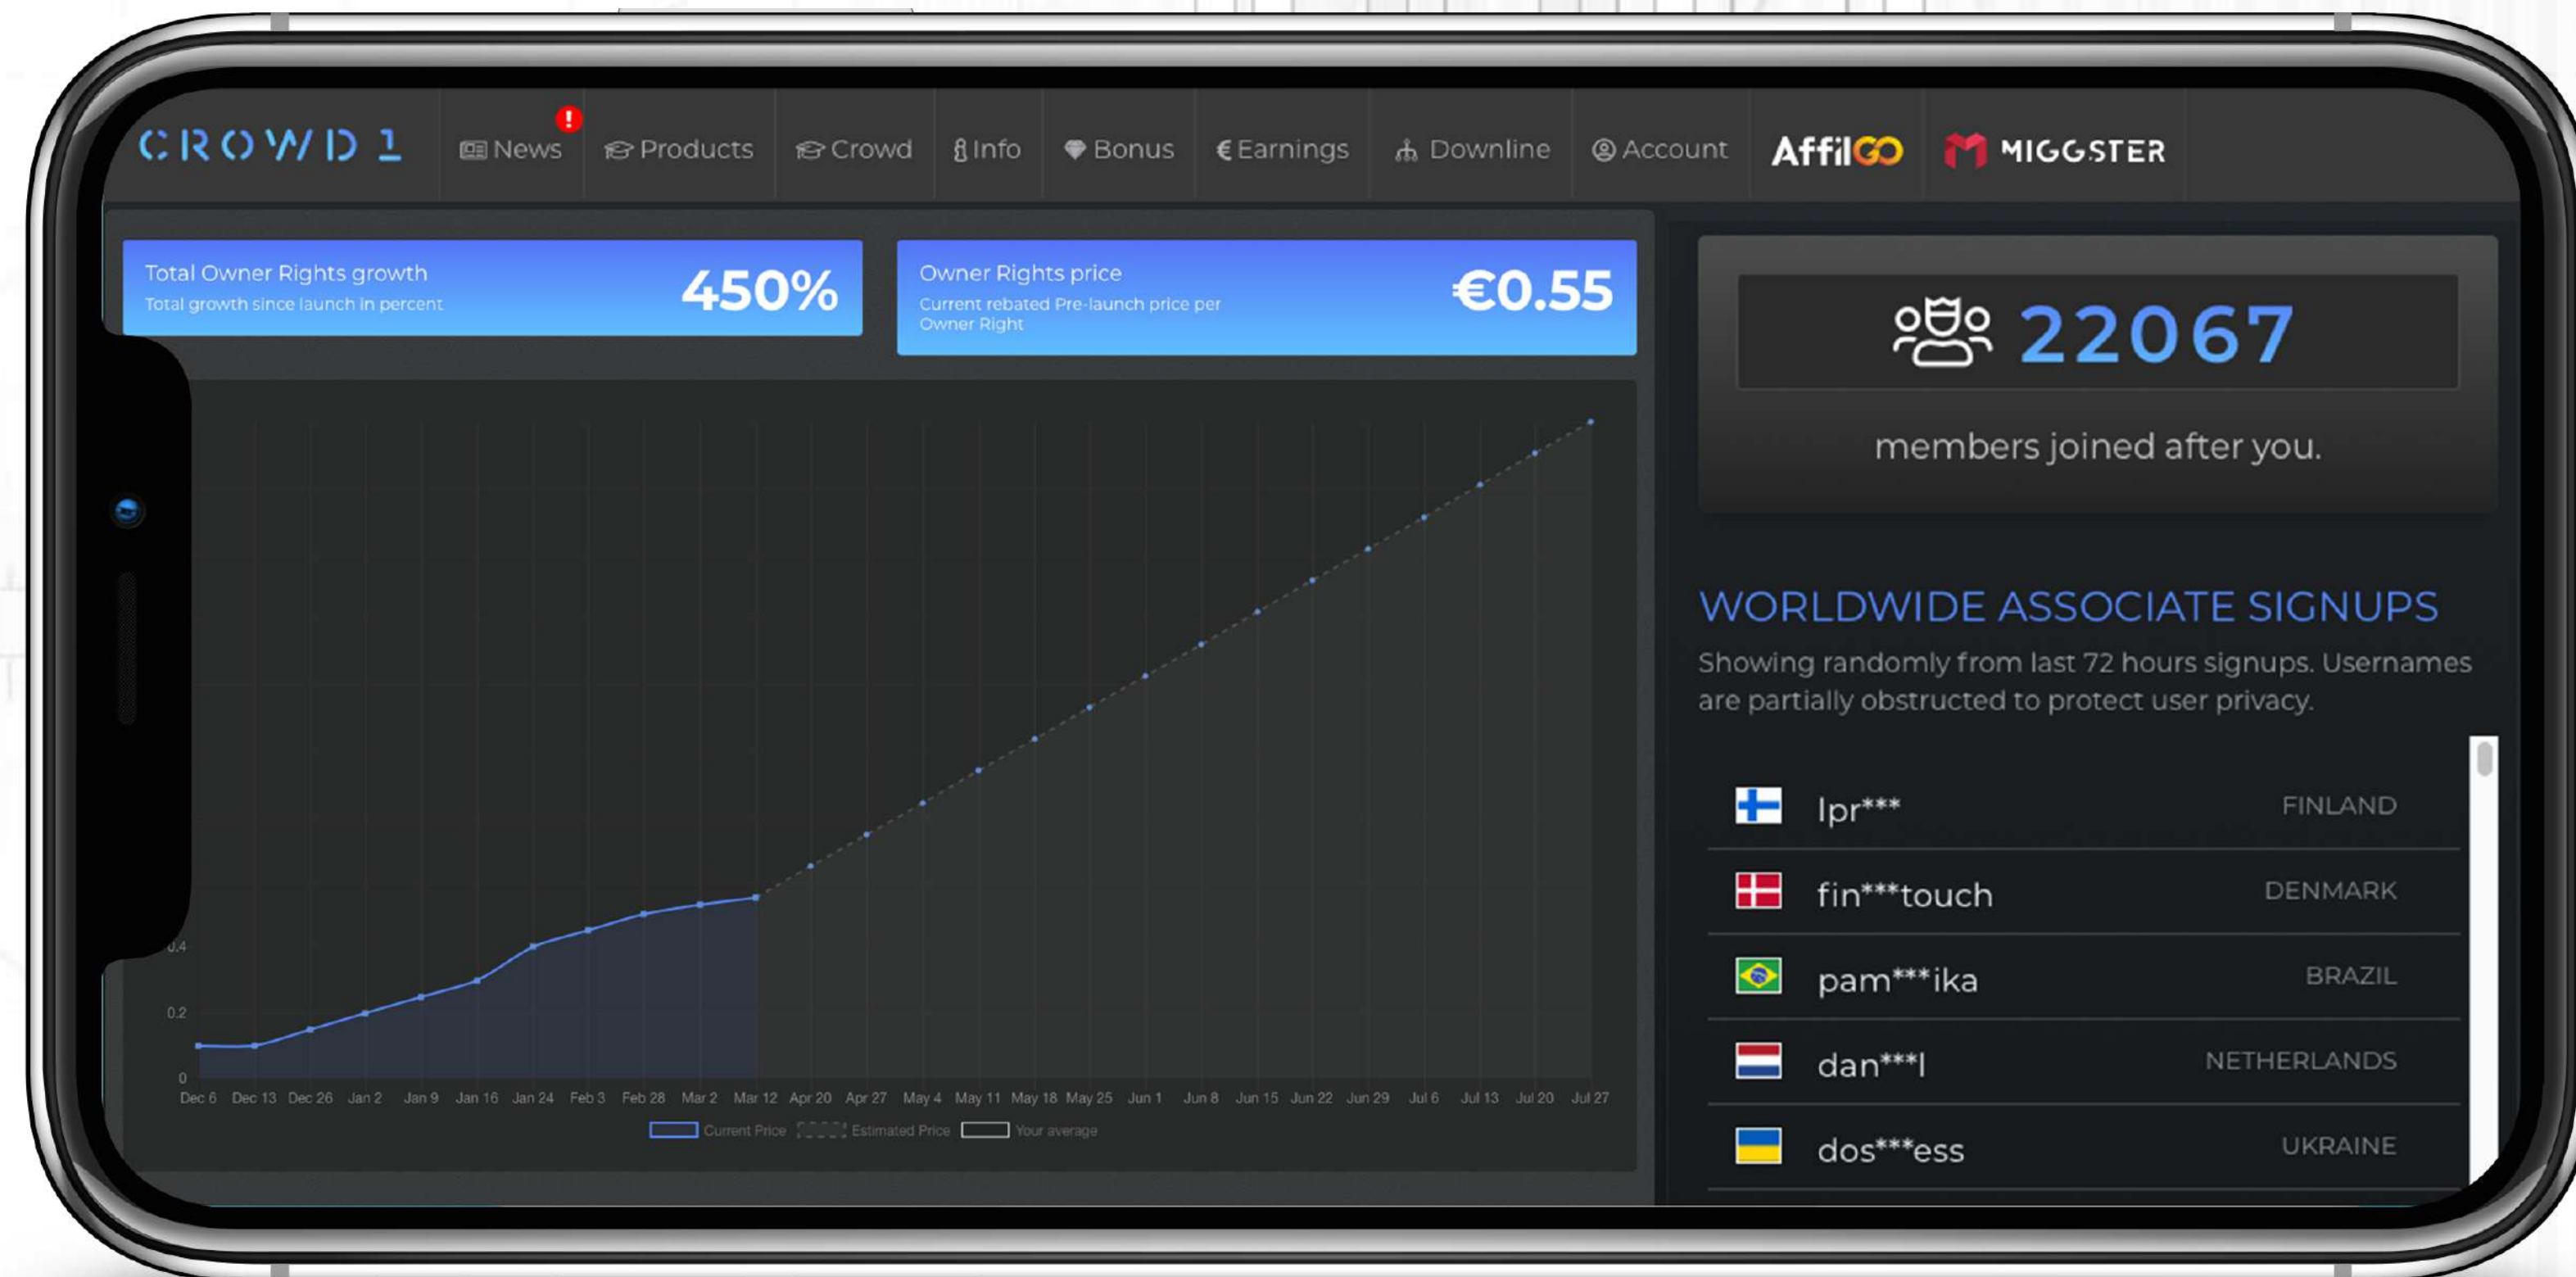 CROWD1
News
Products
Crowd
Info
Bonus
€Earnings
Downline
Account
AffilGO
MIGGSTER
Total Owner Rights growth
Total growth since launch in percent
450%
Owner Rights price
Current rebated Pre-launch price per
Owner Right
€0.55
22067
members joined after you.
WORLDWIDE ASSOCIATE SIGNUPS
Showing randomly from last 72 hours signups. Usernames
are partially obstructed to protect user privacy.
lpr*** FINLAND
fin***touch DENMARK
pam***ika BRAZIL
dan***l NETHERLANDS
dos***ess UKRAINE
0.4
0.2
0
Dec 6 Dec 13 Dec 26 Jan 2 Jan 9 Jan 16 Jan 24 Feb 3 Feb 28 Mar 2 Mar 12 Apr 20 Apr 27 May 4 May 11 May 18 May 25 Jun 1 Jun 8 Jun 15 Jun 22 Jun 29 Jul 6 Jul 13 Jul 20 Jul 27
Current Price Estimated Price Your average